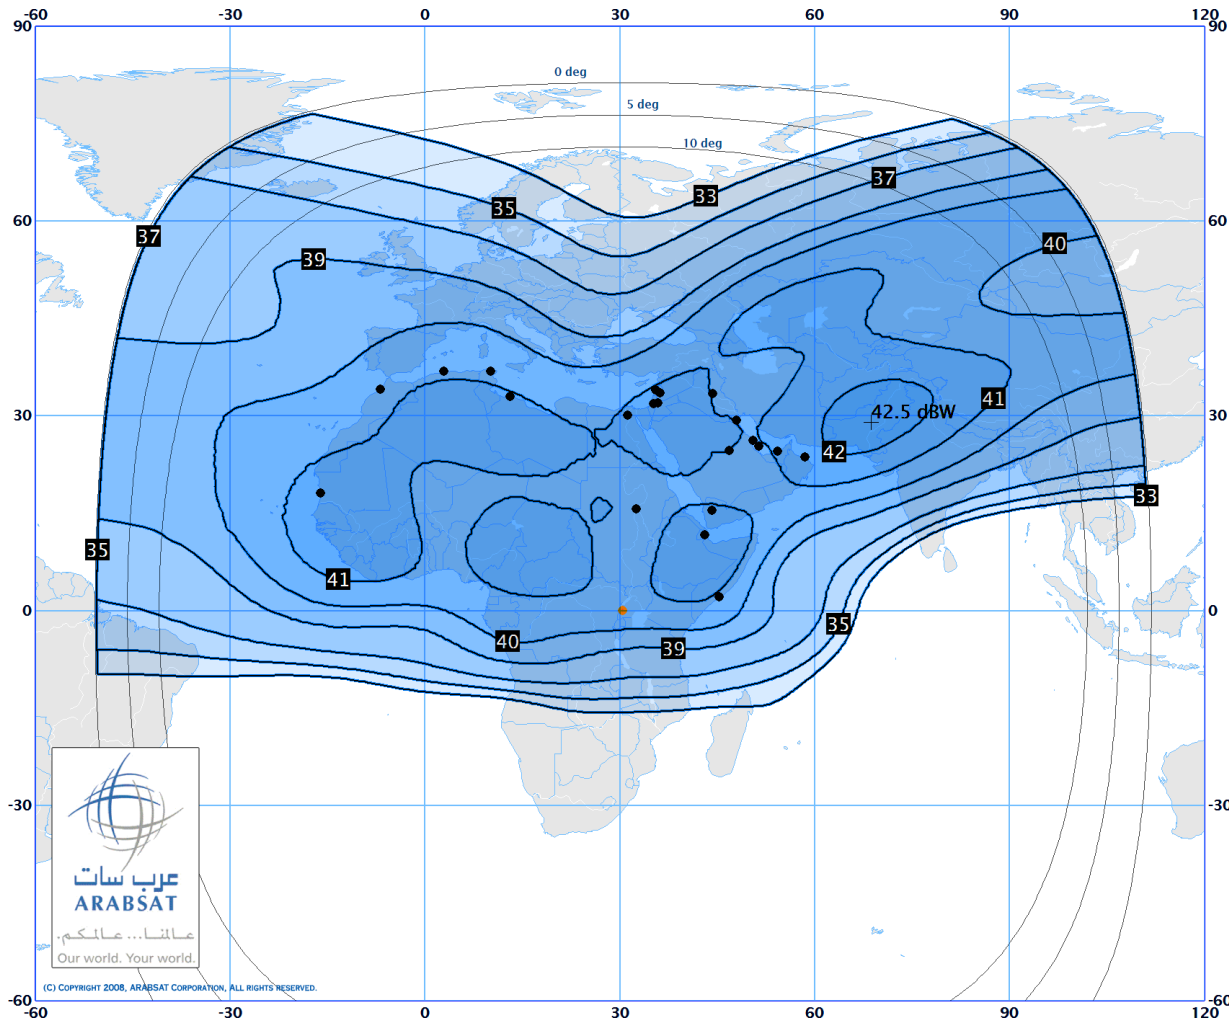 -60 -30 0 30 60 90 120
90 90
0 deg
5 deg
10 deg
37
33
35
60 60
37
40
39
41
42.5 dBW
30 30
42
33
35
41
0 0
35
40
39
-30 -30
عرب سات
ARABSAT
عالمنا... عالمكم.
Our world. Your world.
(C) COPYRIGHT 2008, ARABSAT CORPORATION, ALL RIGHTS RESERVED.
-60 -60
-60 -30 0 30 60 90 120